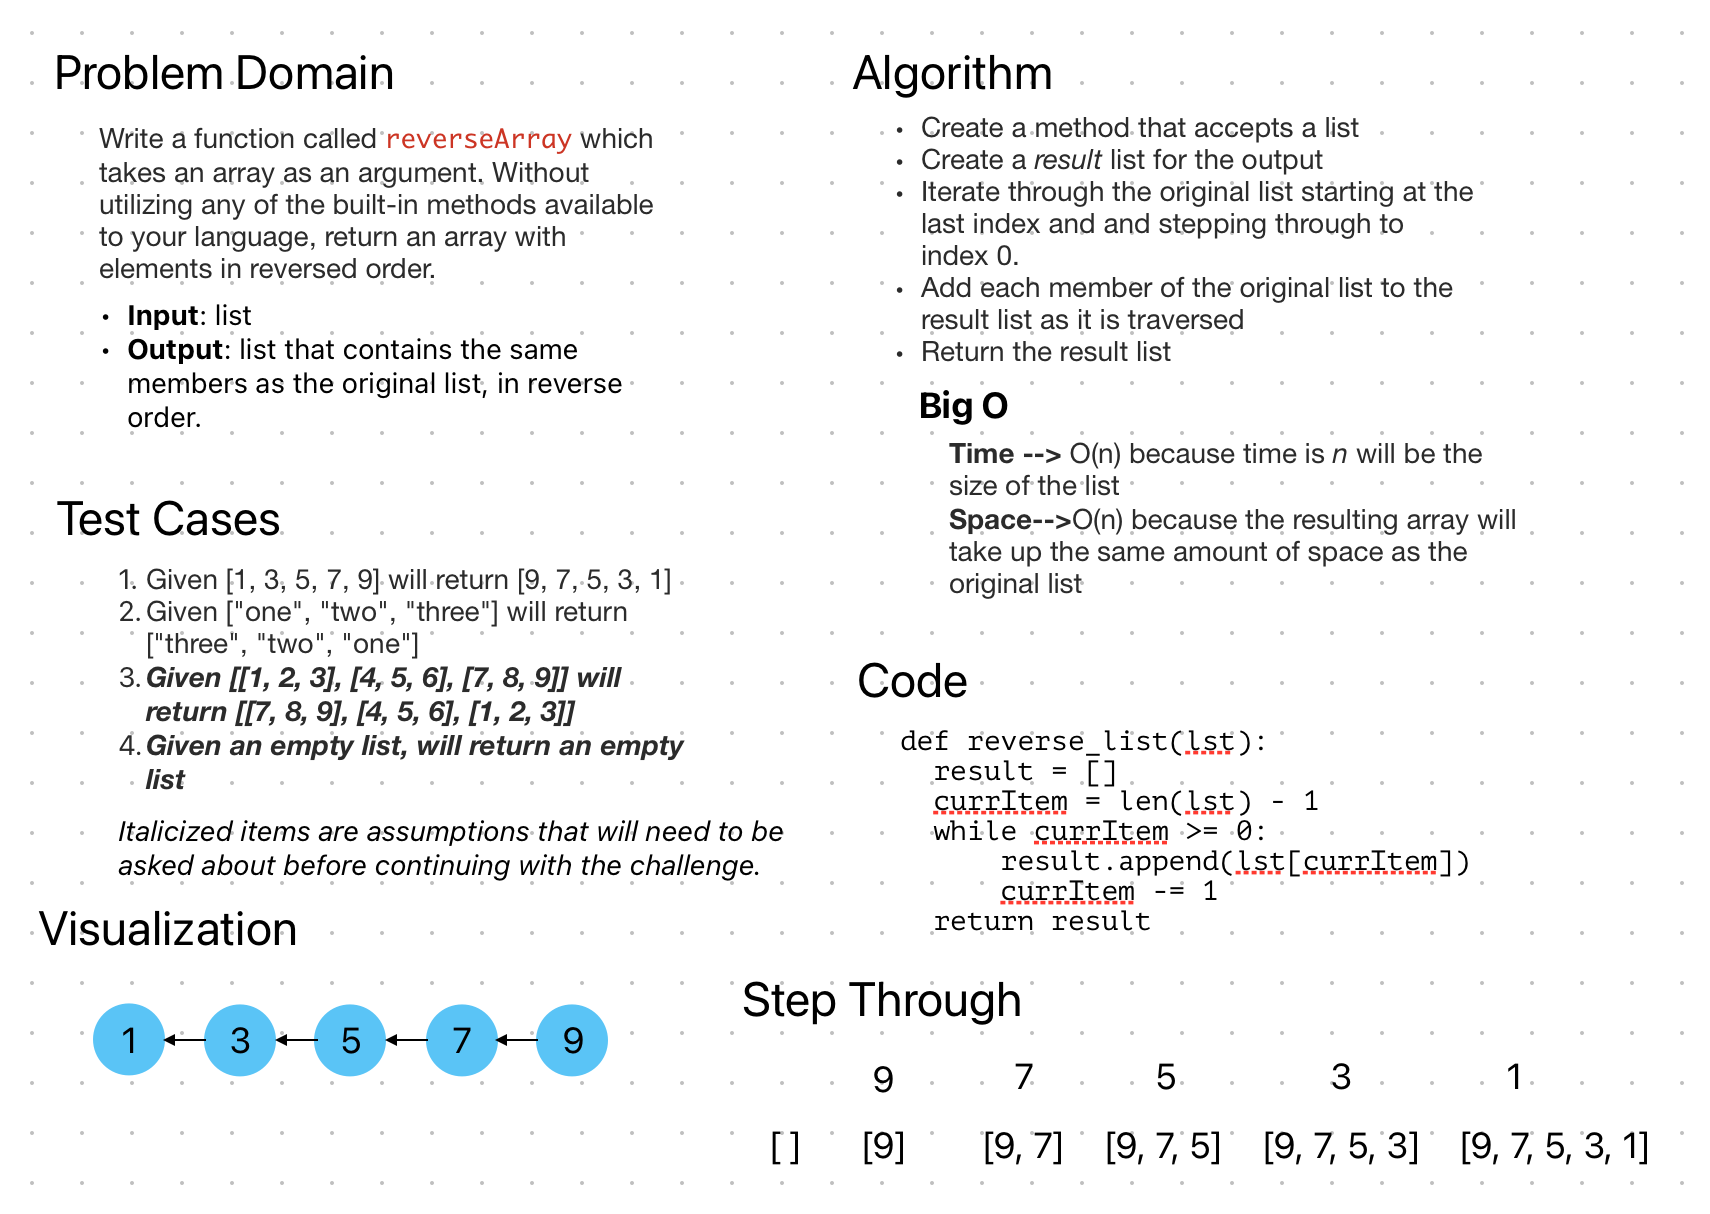 Problem Domain
Write a function called reverseArray which
takes an array as an argument. Without
utilizing any of the built-in methods available
to your language, return an array with
elements in reversed order.
• Input: list
• Output: list that contains the same
members as the original list, in reverse
order.
Test Cases
1. Given [1, 3, 5, 7, 9] will return [9, 7, 5, 3, 1]
2. Given ["one", "two", "three"] will return
["three", "two", "one"]
3. Given [[1, 2, 3], [4, 5, 6], [7, 8, 9]] will
return [[7, 8, 9], [4, 5, 6], [1, 2, 3]]
4. Given an empty list, will return an empty
list
Italicized items are assumptions that will need to be
asked about before continuing with the challenge.
Visualization
1 3 5 7 9
Algorithm
• Create a method that accepts a list
• Create a result list for the output
• Iterate through the original list starting at the
last index and and stepping through to
index 0.
• Add each member of the original list to the
result list as it is traversed
• Return the result list
Big O
Time --> O(n) because time is n will be the
size of the list
Space-->O(n) because the resulting array will
take up the same amount of space as the
original list
Code
def reverse_list(lst):
  result = []
  currItem = len(lst) - 1
  while currItem >= 0:
      result.append(lst[currItem])
      currItem -= 1
  return result
Step Through
9 7 5 3 1
[ ] [9] [9, 7] [9, 7, 5] [9, 7, 5, 3] [9, 7, 5, 3, 1]